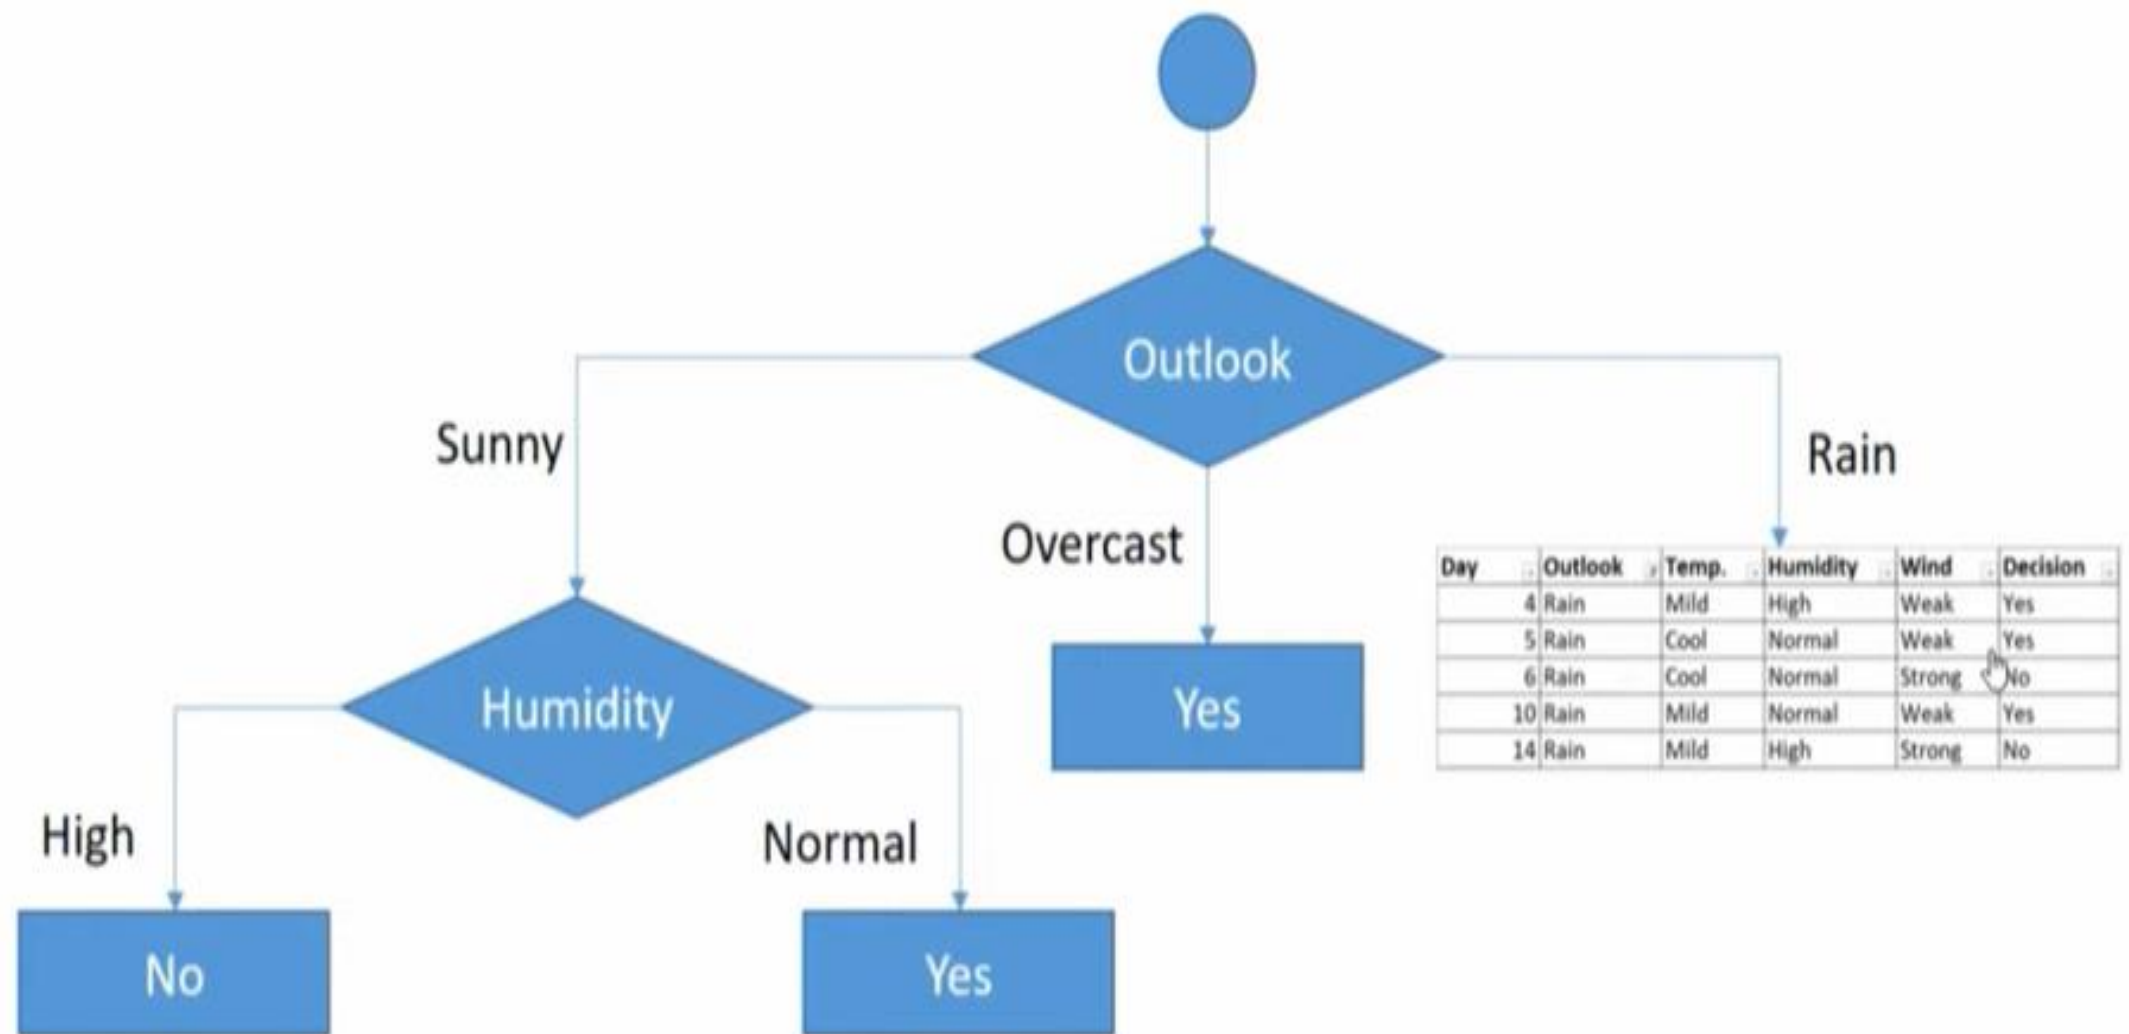 Outlook
Sunny
Rain
Overcast
Day Outlook Temp. Humidity Wind Decision
4 Rain Mild High Weak Yes
5 Rain Cool Normal Weak Yes
6 Rain Cool Normal Strong No
10 Rain Mild Normal Weak Yes
14 Rain Mild High Strong No
Humidity
Yes
High
Normal
No
Yes